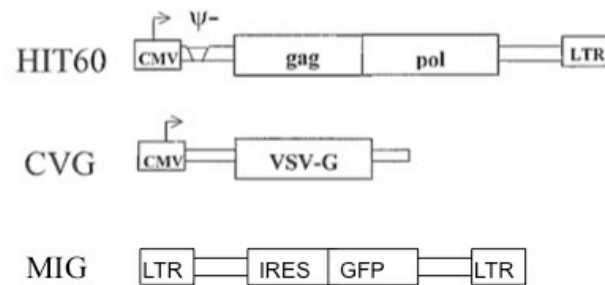 ψ-
HIT60 CMV gag pol LTR
CVG CMV VSV-G
MIG LTR IRES GFP LTR